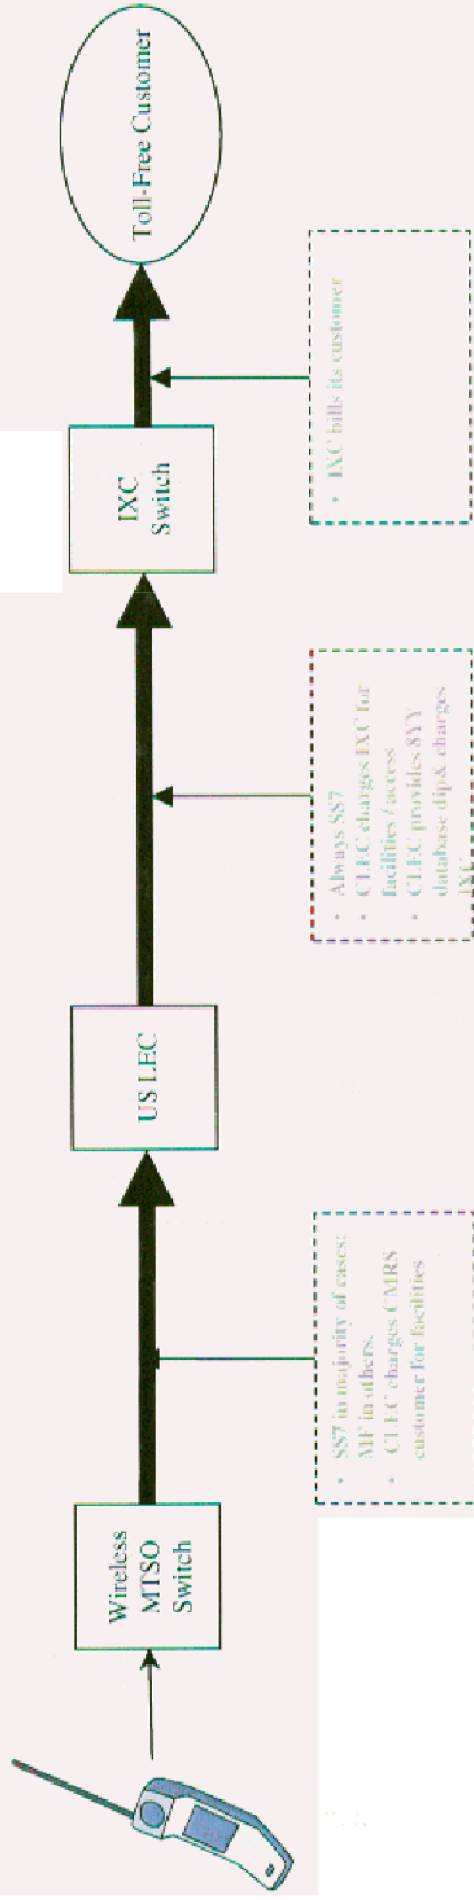 Wireless
MTSO
Switch
US LEC
IXC
Switch
Toll-Free Customer
• SS7 in majority of cases;
MF in others.
• CLEC charges CMRS
customer for facilities
• Always SS7
• CLEC charges IXC for
facilities / access
• CLEC provides 8YY
database dip & charges
IXC
• IXC bills its customer